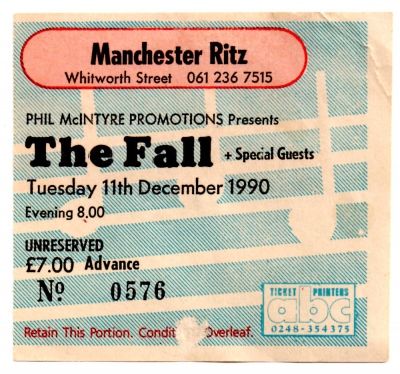 Manchester Ritz
Whitworth Street 061 236 7515
PHIL McINTYRE PROMOTIONS Presents
The Fall + Special Guests
Tuesday 11th December 1990
Evening 8.00
UNRESERVED
£7.00 Advance
Nº 0576
TICKET PRINTERS
abc
0248-354375
Retain This Portion. Overleaf.